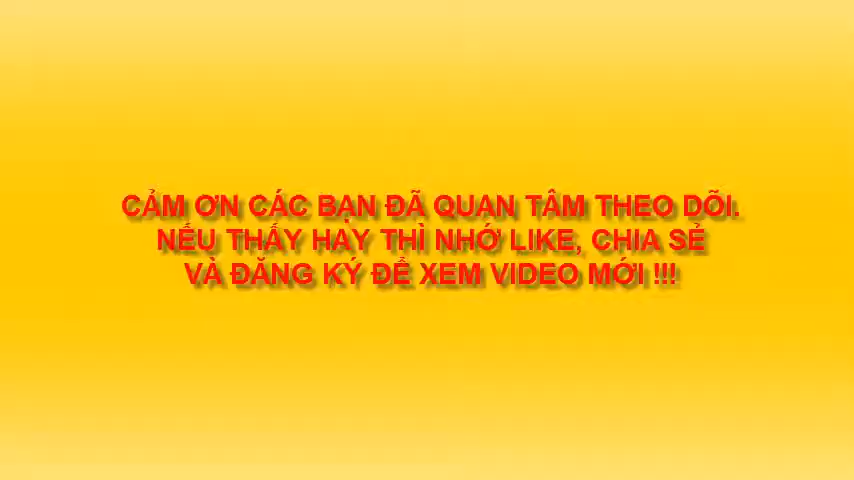 CẢM ƠN CÁC BẠN ĐÃ QUAN TÂM THEO DÕI.
NẾU THẤY HAY THÌ NHỚ LIKE, CHIA SẺ
VÀ ĐĂNG KÝ ĐỂ XEM VIDEO MỚI !!!